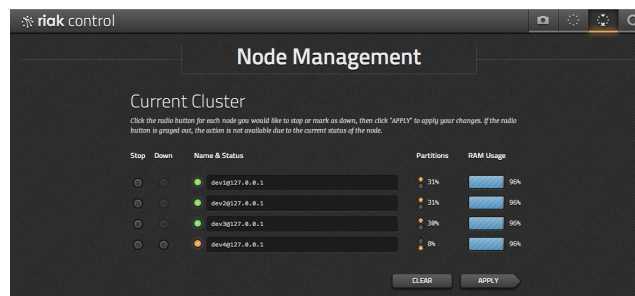 riak control
Node Management
Current Cluster
Click the radio button for each node you would like to stop or mark as down, then click "APPLY" to apply your changes. If the radio
button is grayed out, the action is not available due to the current status of the node.
Stop Down Name & Status Partitions RAM Usage
dev1@127.0.0.1 31% 96%
dev2@127.0.0.1 31% 96%
dev3@127.0.0.1 30% 96%
dev4@127.0.0.1 8% 96%
CLEAR APPLY